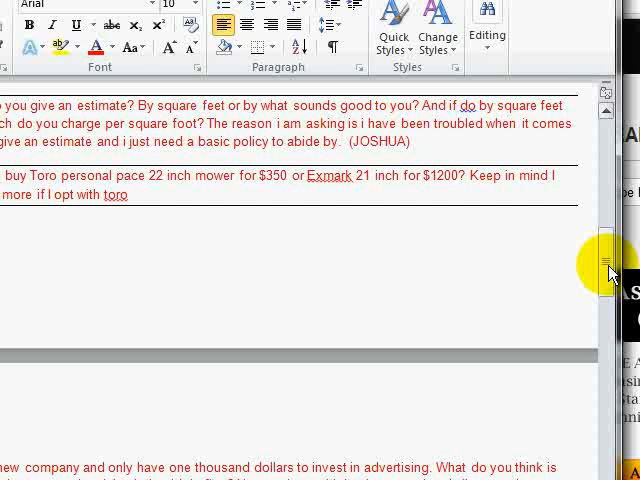 Arial 10
B I U abc x₂ x²
A ab A Aa A A
Font
Paragraph
Quick Styles
Change Styles
Styles
Editing
you give an estimate? By square feet or by what sounds good to you? And if do by square feet
do you charge per square foot? The reason i am asking is i have been troubled when it comes
give an estimate and i just need a basic policy to abide by. (JOSHUA)
buy Toro personal pace 22 inch mower for $350 or Exmark 21 inch for $1200? Keep in mind I
more if I opt with toro
new company and only have one thousand dollars to invest in advertising. What do you think is